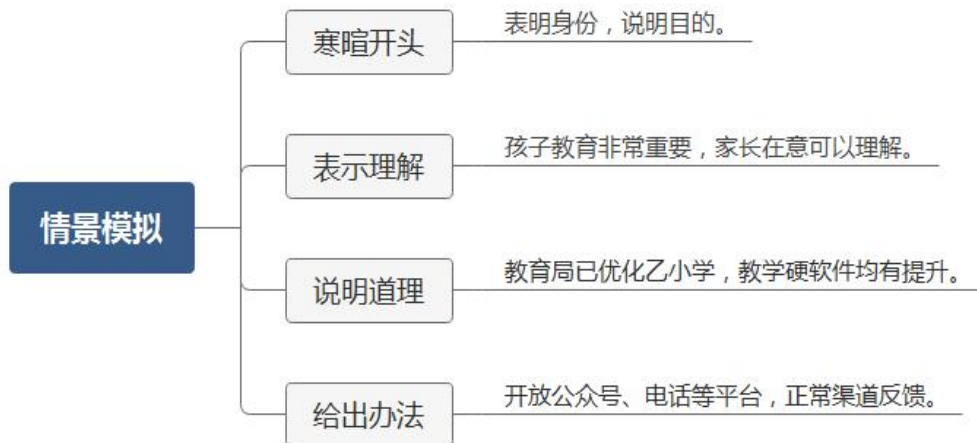 情景模拟
寒暄开头
表明身份，说明目的。
表示理解
孩子教育非常重要，家长在意可以理解。
说明道理
教育局已优化乙小学，教学硬软件均有提升。
给出办法
开放公众号、电话等平台，正常渠道反馈。